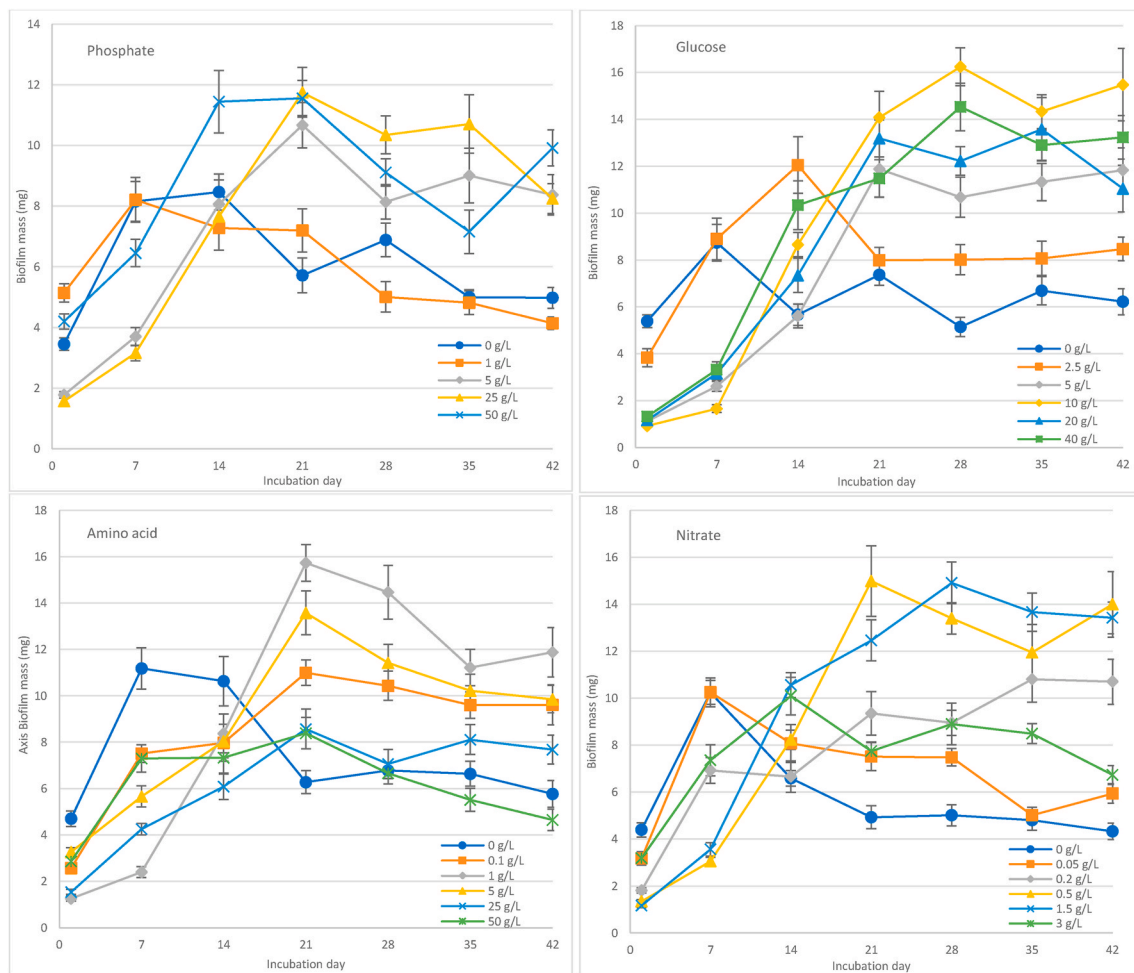 Phosphate
Biofilm mass (mg)
14
12
10
8
6
4
2
0
0 7 14 21 28 35 42
Incubation day
0 g/L
1 g/L
5 g/L
25 g/L
50 g/L
Glucose
Biofilm mass (mg)
18
16
14
12
10
8
6
4
2
0
0 7 14 21 28 35 42
Incubation day
0 g/L
2.5 g/L
5 g/L
10 g/L
20 g/L
40 g/L
Amino acid
Axis Biofilm mass (mg)
18
16
14
12
10
8
6
4
2
0
0 7 14 21 28 35 42
Incubation day
0 g/L
0.1 g/L
1 g/L
5 g/L
25 g/L
50 g/L
Nitrate
Biofilm mass (mg)
18
16
14
12
10
8
6
4
2
0
0 7 14 21 28 35 42
Incubation day
0 g/L
0.05 g/L
0.2 g/L
0.5 g/L
1.5 g/L
3 g/L